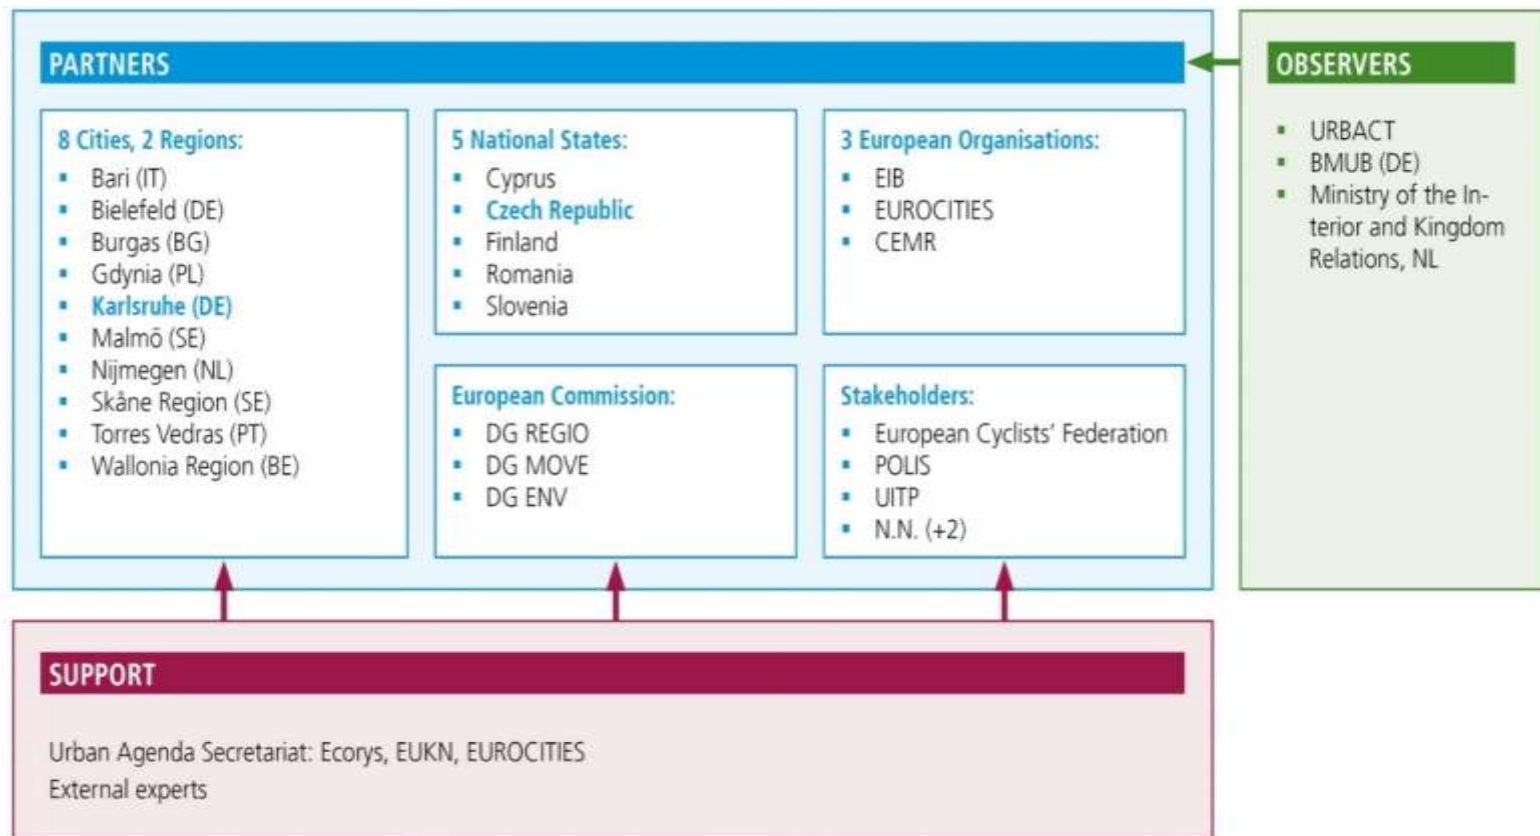 PARTNERS
8 Cities, 2 Regions:
▪ Bari (IT)
▪ Bielefeld (DE)
▪ Burgas (BG)
▪ Gdynia (PL)
▪ Karlsruhe (DE)
▪ Malmö (SE)
▪ Nijmegen (NL)
▪ Skåne Region (SE)
▪ Torres Vedras (PT)
▪ Wallonia Region (BE)
5 National States:
▪ Cyprus
▪ Czech Republic
▪ Finland
▪ Romania
▪ Slovenia
3 European Organisations:
▪ EIB
▪ EUROCITIES
▪ CEMR
European Commission:
▪ DG REGIO
▪ DG MOVE
▪ DG ENV
Stakeholders:
▪ European Cyclists' Federation
▪ POLIS
▪ UITP
▪ N.N. (+2)
OBSERVERS
▪ URBACT
▪ BMUB (DE)
▪ Ministry of the In-
terior and Kingdom
Relations, NL
SUPPORT
Urban Agenda Secretariat: Ecorys, EUKN, EUROCITIES
External experts